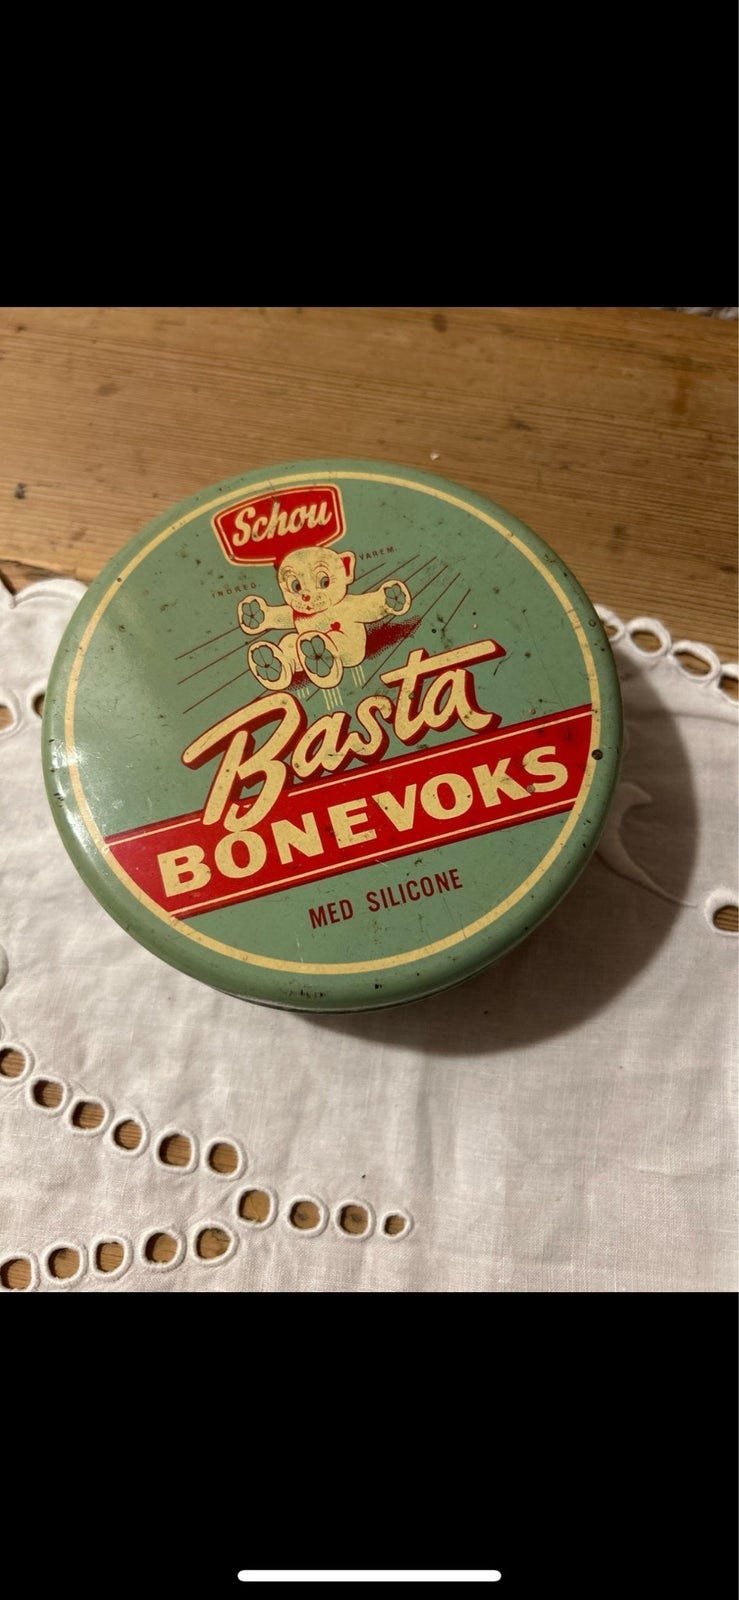 Schou
INDREG. VAREM.
Basta
BONEVOKS
MED SILICONE